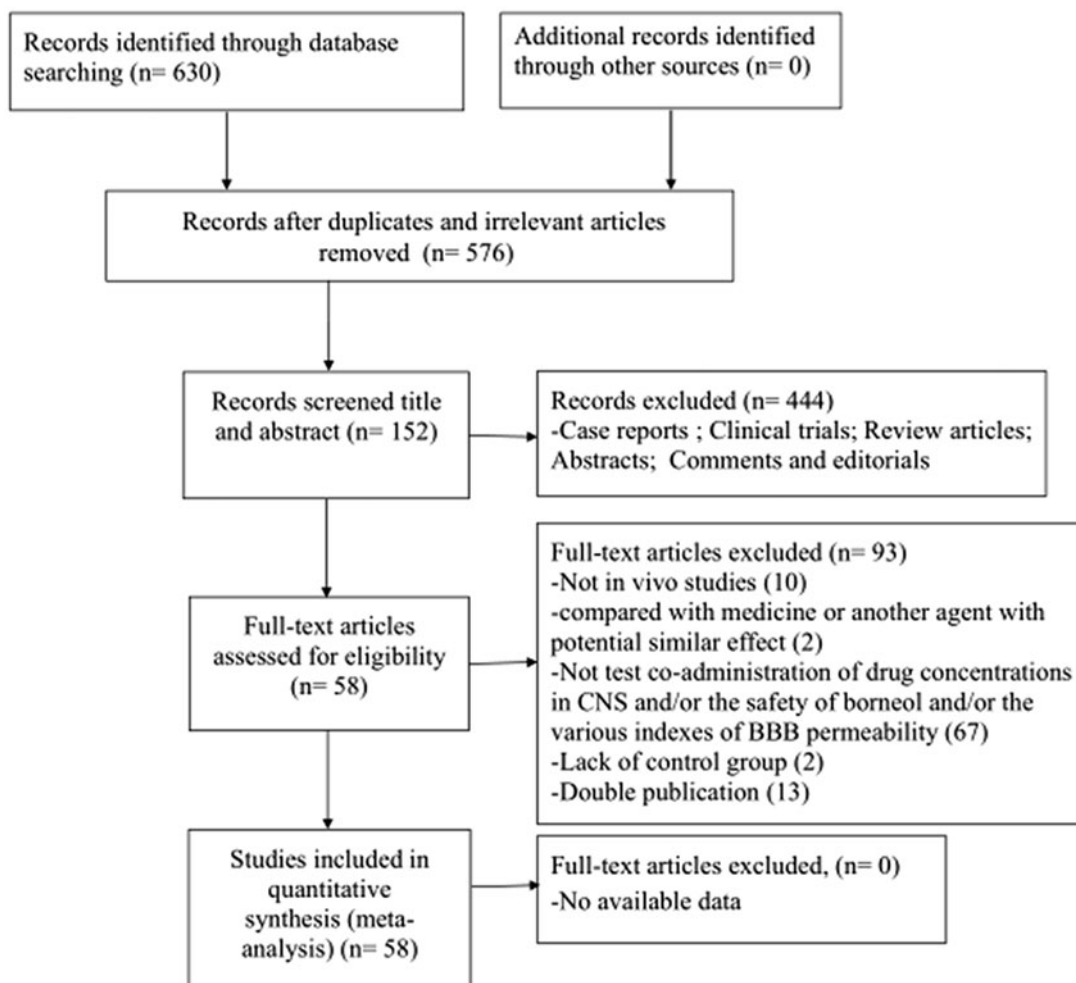 Records identified through database
searching (n= 630)
Additional records identified
through other sources (n= 0)
Records after duplicates and irrelevant articles
removed (n= 576)
Records screened title
and abstract (n= 152)
Records excluded (n= 444)
-Case reports ; Clinical trials; Review articles;
Abstracts; Comments and editorials
Full-text articles
assessed for eligibility
(n= 58)
Full-text articles excluded (n= 93)
-Not in vivo studies (10)
-compared with medicine or another agent with
potential similar effect (2)
-Not test co-administration of drug concentrations
in CNS and/or the safety of borneol and/or the
various indexes of BBB permeability (67)
-Lack of control group (2)
-Double publication (13)
Studies included in
quantitative
synthesis (meta-
analysis) (n= 58)
Full-text articles excluded, (n= 0)
-No available data